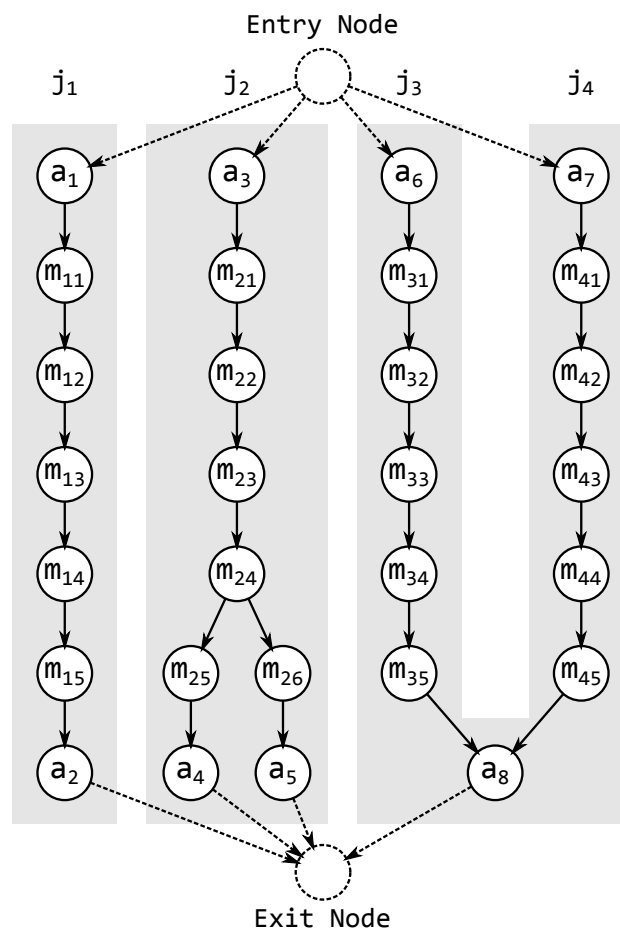 Entry Node
j₁ j₂ j₃ j₄
a₁ a₃ a₆ a₇
m₁₁ m₂₁ m₃₁ m₄₁
m₁₂ m₂₂ m₃₂ m₄₂
m₁₃ m₂₃ m₃₃ m₄₃
m₁₄ m₂₄ m₃₄ m₄₄
m₁₅ m₂₅ m₂₆ m₃₅ m₄₅
a₂ a₄ a₅ a₈
Exit Node